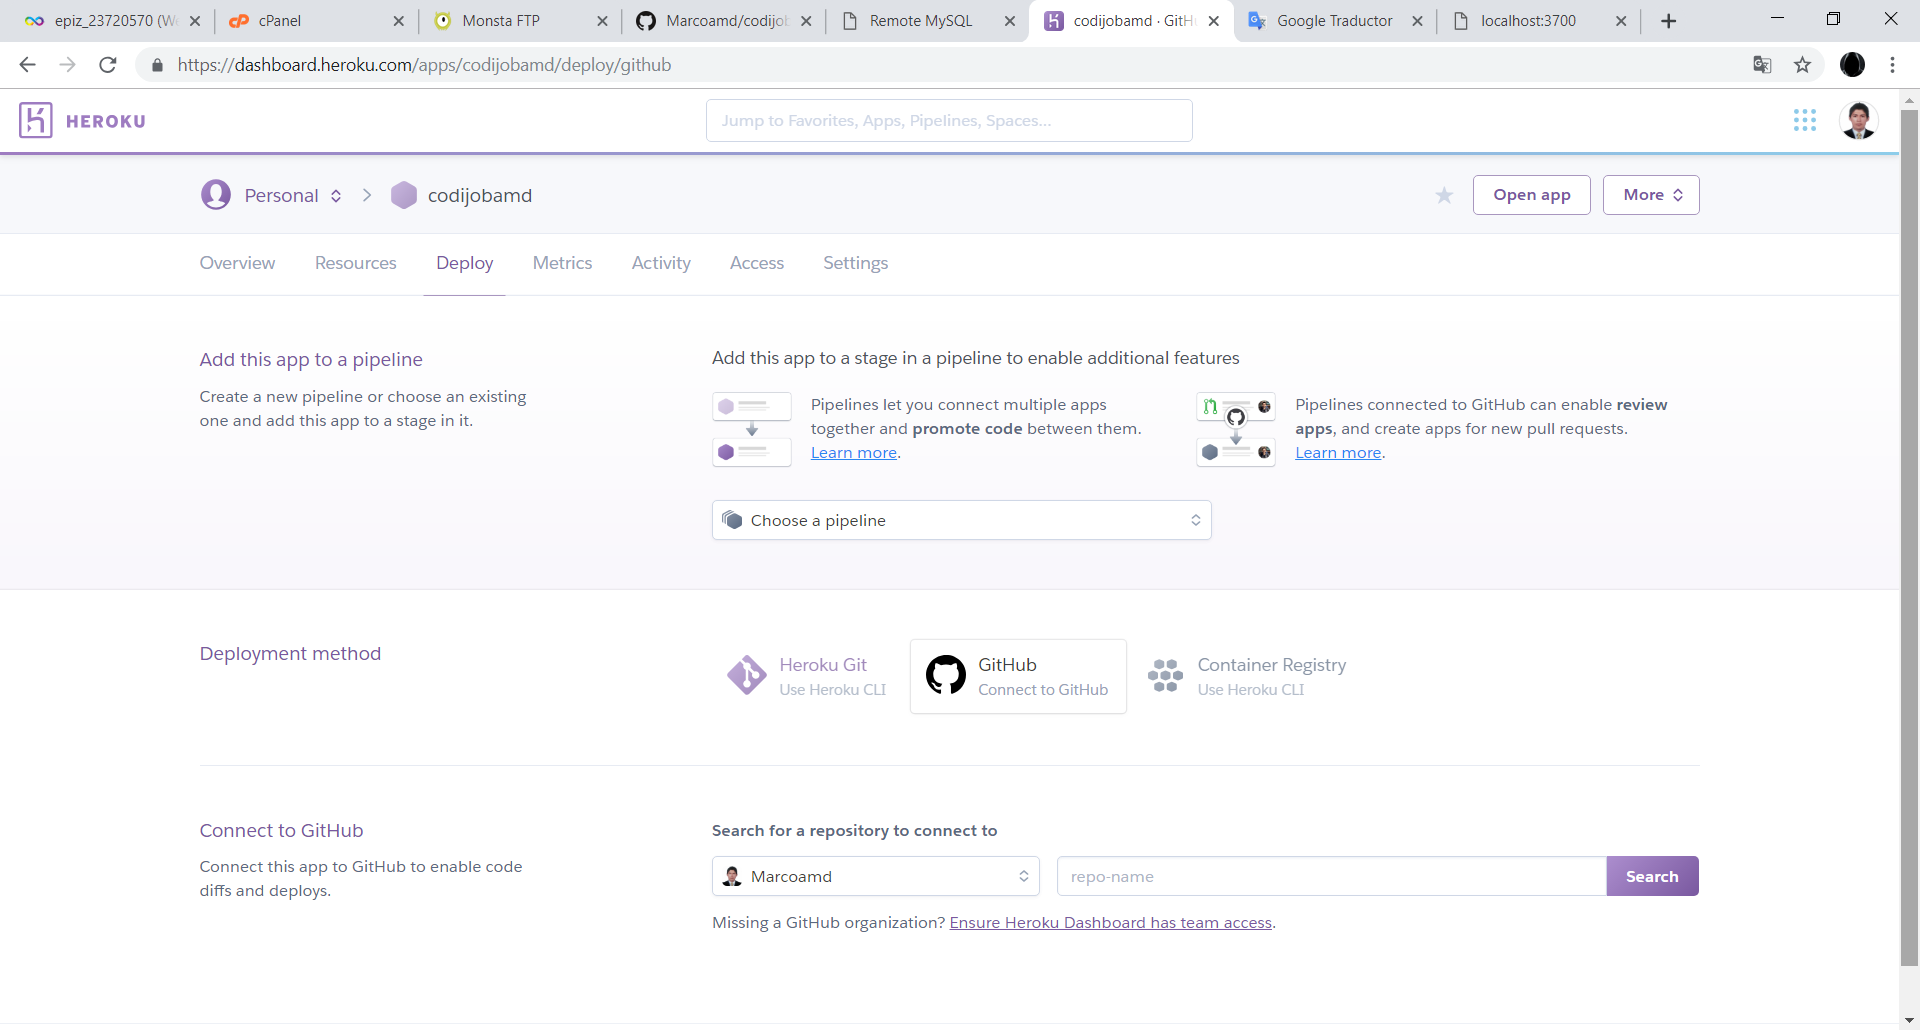 epiz_23720570 (W
cPanel
Monsta FTP
Marcoamd/codijob
Remote MySQL
codijobamd · GitH
Google Traductor
localhost:3700
https://dashboard.heroku.com/apps/codijobamd/deploy/github
HEROKU
Jump to Favorites, Apps, Pipelines, Spaces...
Personal
codijobamd
Open app
More
Overview
Resources
Deploy
Metrics
Activity
Access
Settings
Add this app to a pipeline
Create a new pipeline or choose an existing
one and add this app to a stage in it.
Add this app to a stage in a pipeline to enable additional features
Pipelines let you connect multiple apps
together and promote code between them.
Learn more.
Pipelines connected to GitHub can enable review
apps, and create apps for new pull requests.
Learn more.
Choose a pipeline
Deployment method
Heroku Git
Use Heroku CLI
GitHub
Connect to GitHub
Container Registry
Use Heroku CLI
Connect to GitHub
Connect this app to GitHub to enable code
diffs and deploys.
Search for a repository to connect to
Marcoamd
repo-name
Search
Missing a GitHub organization? Ensure Heroku Dashboard has team access.